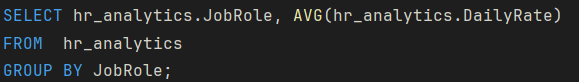 SELECT hr_analytics.JobRole, AVG(hr_analytics.DailyRate)
FROM  hr_analytics
GROUP BY JobRole;